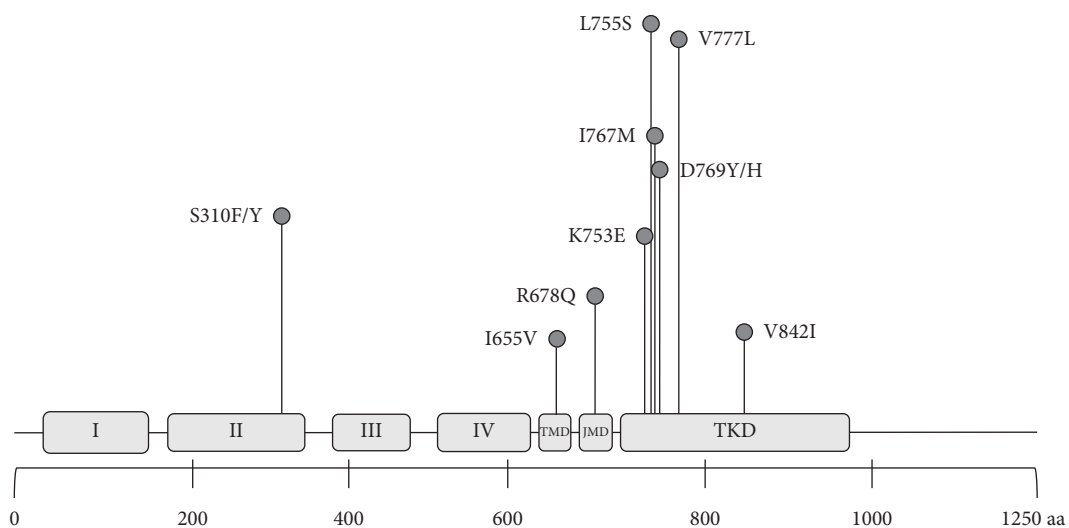 L755S
V777L
I767M
D769Y/H
S310F/Y
K753E
R678Q
V842I
I655V
I II III IV TMD JMD TKD
0 200 400 600 800 1000 1250 aa